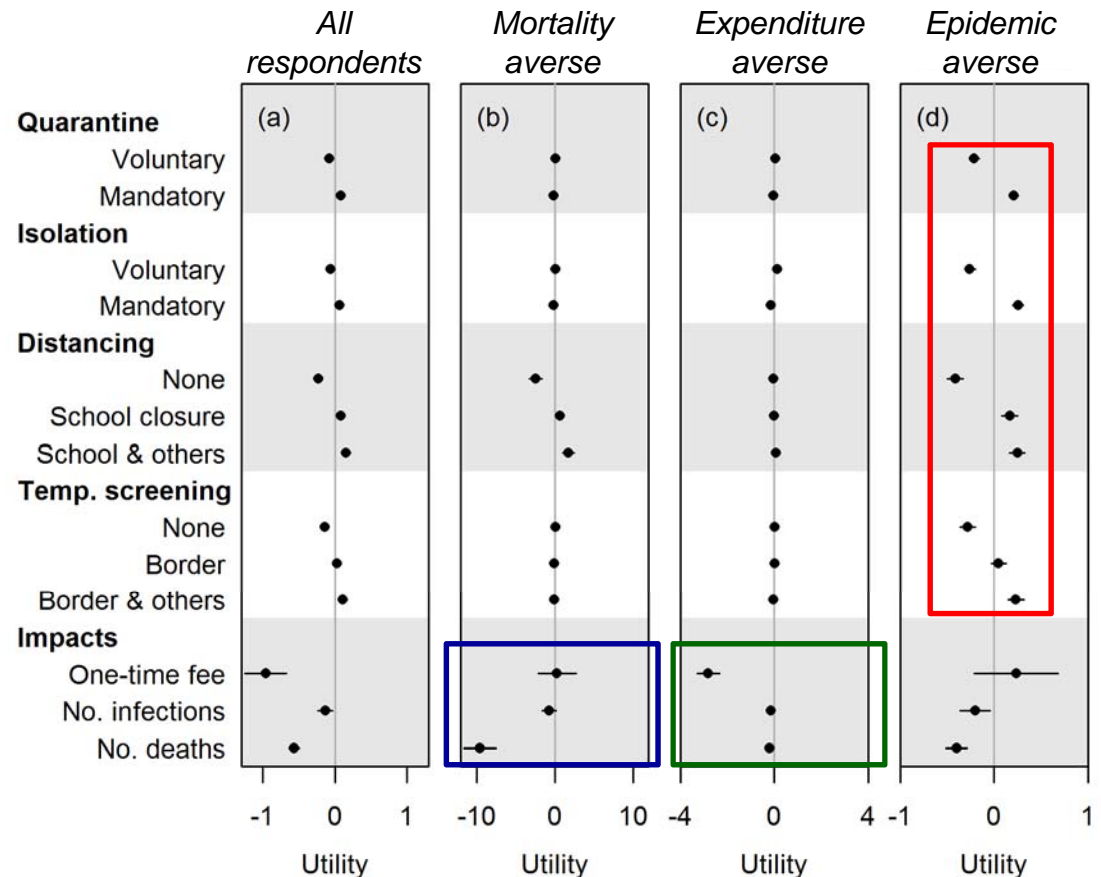 All respondents
Mortality averse
Expenditure averse
Epidemic averse
(a)
(b)
(c)
(d)
Quarantine
Voluntary
Mandatory
Isolation
Voluntary
Mandatory
Distancing
None
School closure
School & others
Temp. screening
None
Border
Border & others
Impacts
One-time fee
No. infections
No. deaths
-1 0 1
-10 0 10
-4 0 4
-1 0 1
Utility
Utility
Utility
Utility